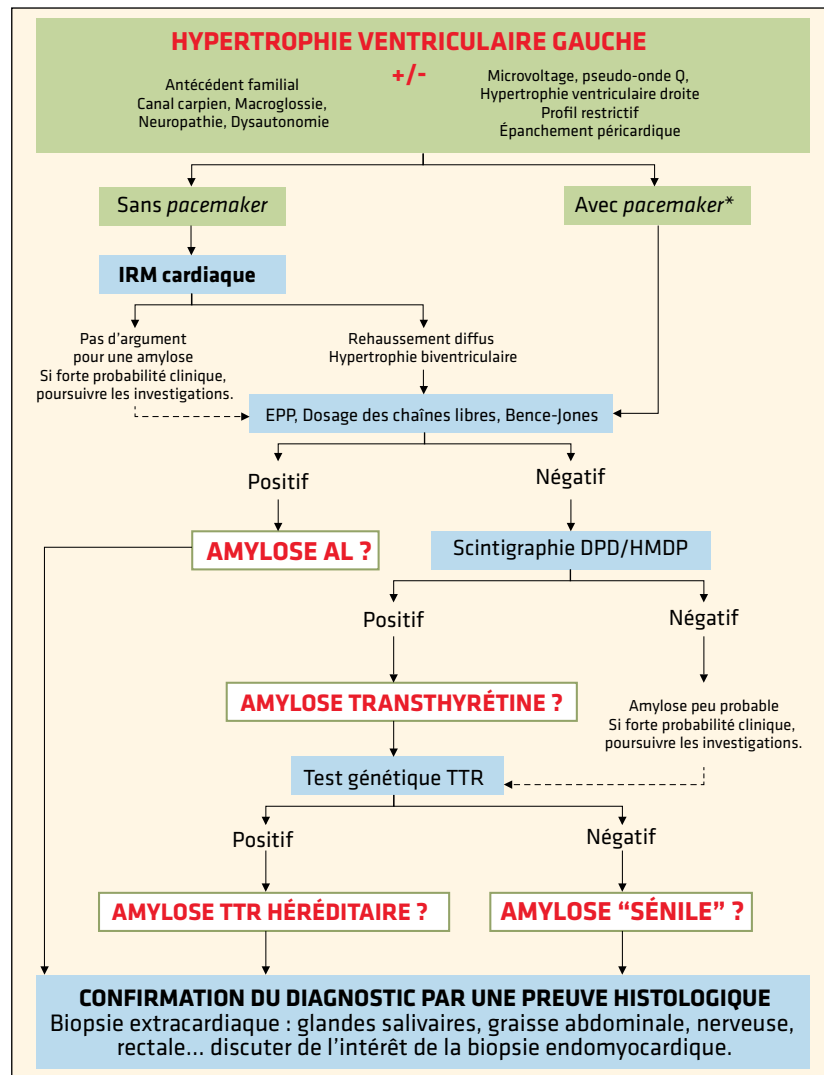 HYPERTROPHIE VENTRICULAIRE GAUCHE
+/-
Antécédent familial
Canal carpien, Macroglossie,
Neuropathie, Dysautonomie
Microvoltage, pseudo-onde Q,
Hypertrophie ventriculaire droite
Profil restrictif
Épanchement péricardique
Sans pacemaker
Avec pacemaker*
IRM cardiaque
Pas d'argument
pour une amylose
Si forte probabilité clinique,
poursuivre les investigations.
Rehaussement diffus
Hypertrophie biventriculaire
EPP, Dosage des chaînes libres, Bence-Jones
Positif
Négatif
AMYLOSE AL ?
Scintigraphie DPD/HMDP
Positif
Négatif
AMYLOSE TRANSTHYRÉTINE ?
Amylose peu probable
Si forte probabilité clinique,
poursuivre les investigations.
Test génétique TTR
Positif
Négatif
AMYLOSE TTR HÉRÉDITAIRE ?
AMYLOSE “SÉNILE” ?
CONFIRMATION DU DIAGNOSTIC PAR UNE PREUVE HISTOLOGIQUE
Biopsie extracardiaque : glandes salivaires, graisse abdominale, nerveuse,
rectale… discuter de l'intérêt de la biopsie endomyocardique.